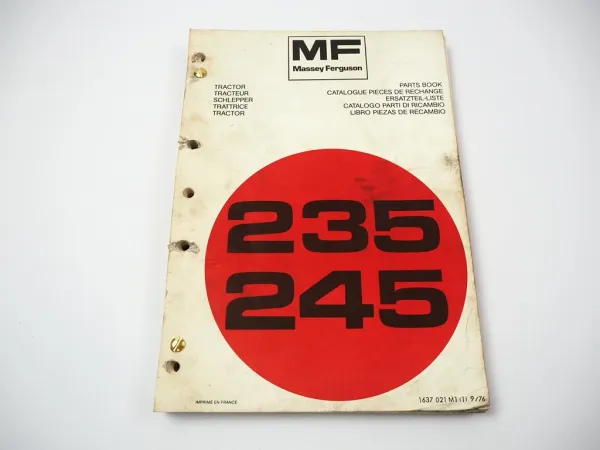 MF
Massey Ferguson
TRACTOR
TRACTEUR
SCHLEPPER
TRATTRICE
TRACTOR
PARTS BOOK
CATALOGUE PIECES DE RECHANGE
ERSATZTEIL-LISTE
CATALOGO PARTI DI RICAMBIO
LIBRO PIEZAS DE RECAMBIO
235
245
IMPRIMÉ EN FRANCE
1637 021 M1 (1) 9/76